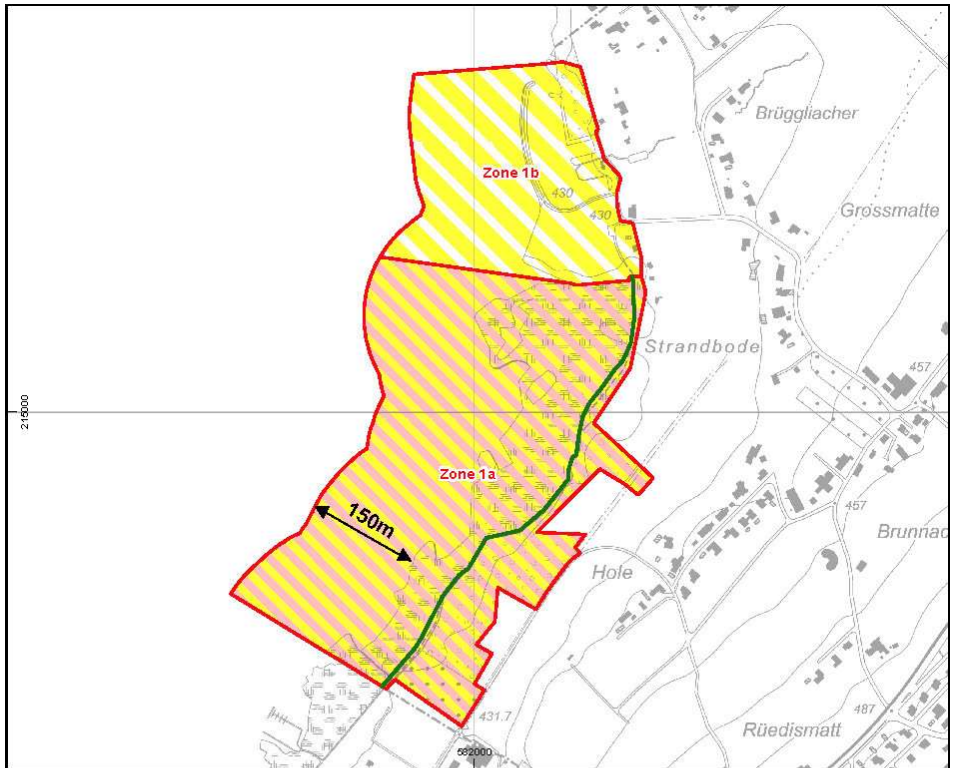 Brüggliacher
Zone 1b
430
430
Grossmatte
Strandbode
457
215000
Zone 1a
150m
457
Brunnad
Hole
431.7
487
Rüedismatt
582000